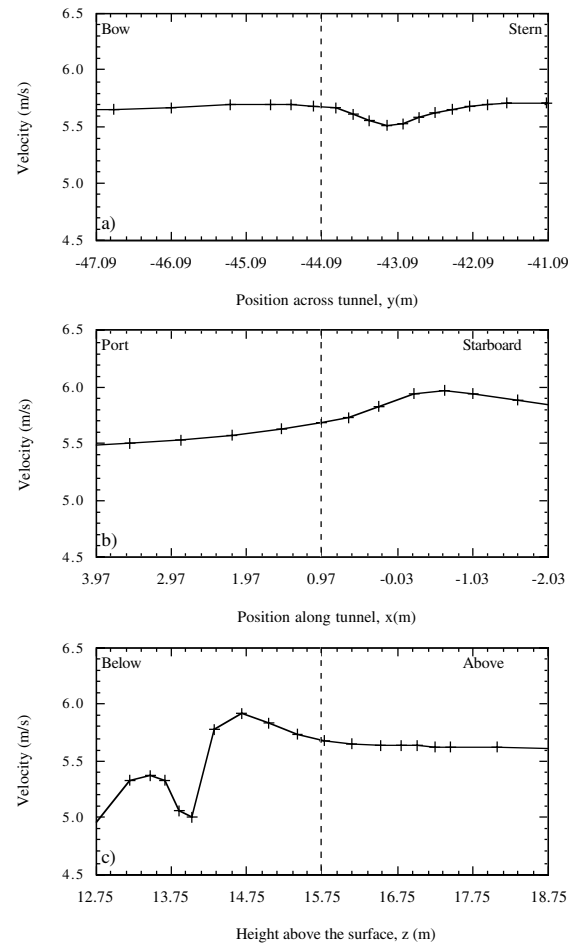 6.5
Bow Stern
6.0
Velocity (m/s)
5.5
5.0
a)
4.5
-47.09 -46.09 -45.09 -44.09 -43.09 -42.09 -41.09
Position across tunnel, y(m)
6.5
Port Starboard
6.0
Velocity (m/s)
5.5
5.0
b)
4.5
3.97 2.97 1.97 0.97 -0.03 -1.03 -2.03
Position along tunnel, x(m)
6.5
Below Above
6.0
Velocity (m/s)
5.5
5.0
c)
4.5
12.75 13.75 14.75 15.75 16.75 17.75 18.75
Height above the surface, z (m)